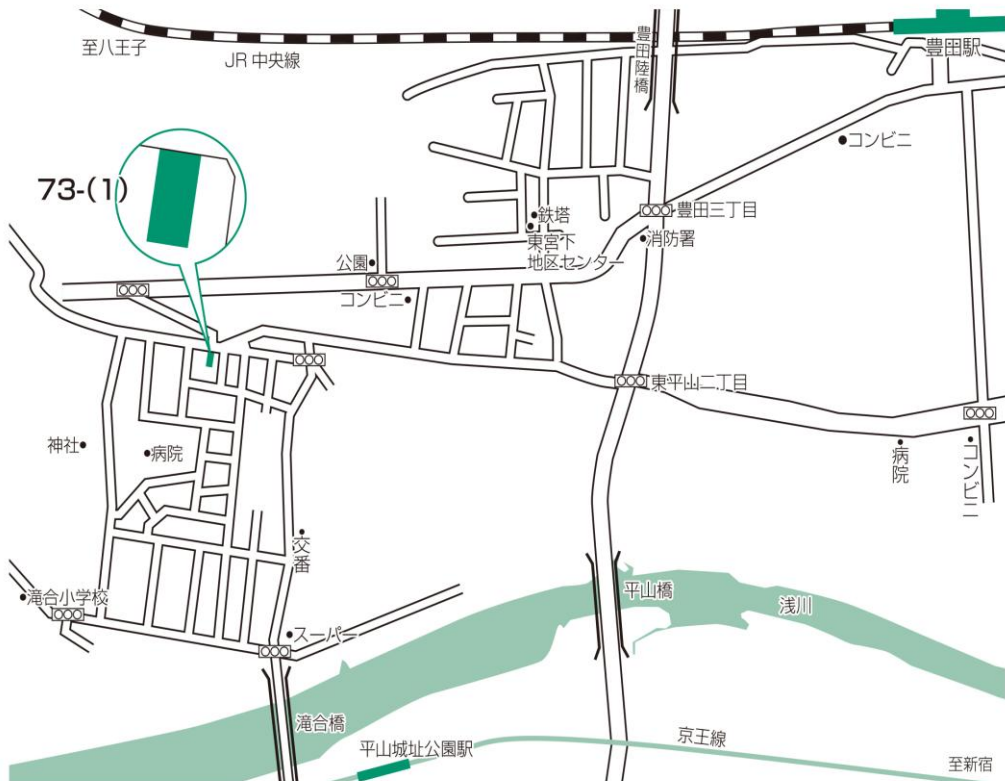 至八王子
JR 中央線
豊田陸橋
豊田駅
コンビニ
73-(1)
鉄塔
豊田三丁目
東宮下
地区センター
消防署
公園
コンビニ
東平山二丁目
神社
病院
病院
コンビニ
交番
滝合小学校
平山橋
浅川
スーパー
滝合橋
平山城址公園駅
京王線
至新宿